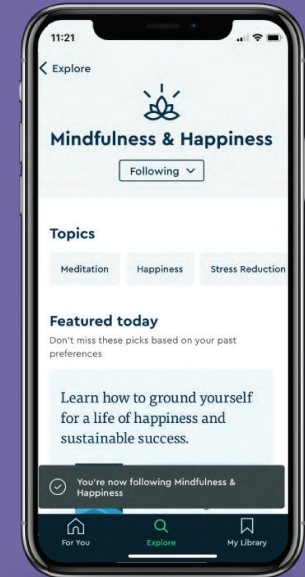 11:21
Explore
Mindfulness & Happiness
Following
Topics
Meditation
Happiness
Stress Reduction
Featured today
Don't miss these picks based on your past
preferences
Learn how to ground yourself
for a life of happiness and
sustainable success.
You're now following Mindfulness &
Happiness
For You
Explore
My Library